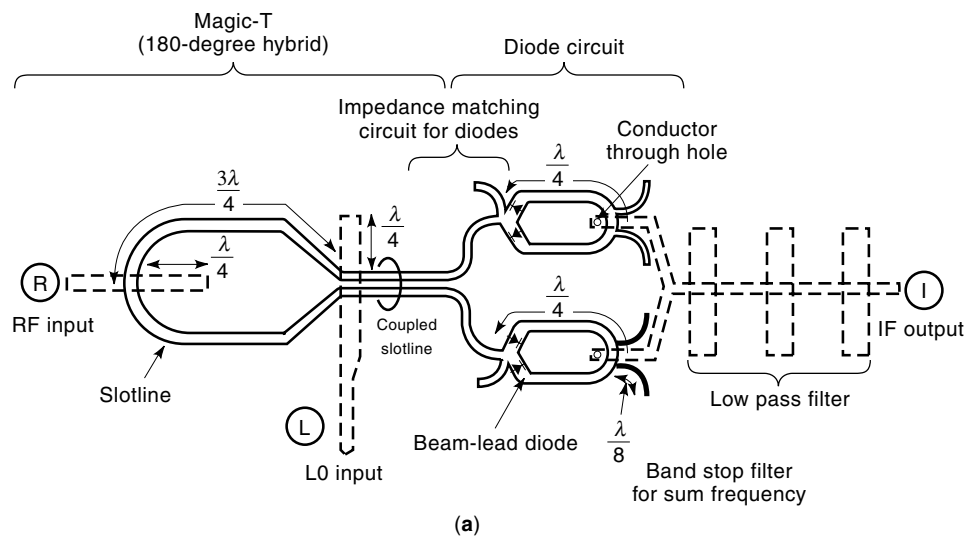 Magic-T
(180-degree hybrid)
Diode circuit
Impedance matching
circuit for diodes
Conductor
through hole
3λ
4
λ
4
λ
4
λ
4
R
RF input
Coupled
slotline
λ
4
I
IF output
Slotline
L
L0 input
Beam-lead diode
λ
8
Low pass filter
Band stop filter
for sum frequency
(a)